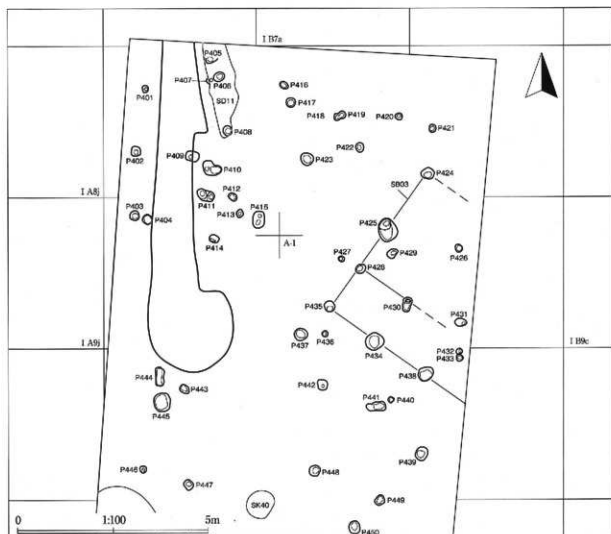 I B7a
P405
P407
P406
P401
SD11
P416
P417
P418
P419
P420
P421
P408
P402
P409
P410
P423
P422
P424
I A8j
SB03
P411
P412
P403
P404
P413
P415
P425
P414
A-1
P427
P429
P426
P428
P435
P430
P431
P437
P436
P434
I A9j
P432
P433
I B9c
P444
P443
P442
P438
P445
P441
P440
P439
P446
P447
P448
SK40
P449
P450
0
1:100
5m